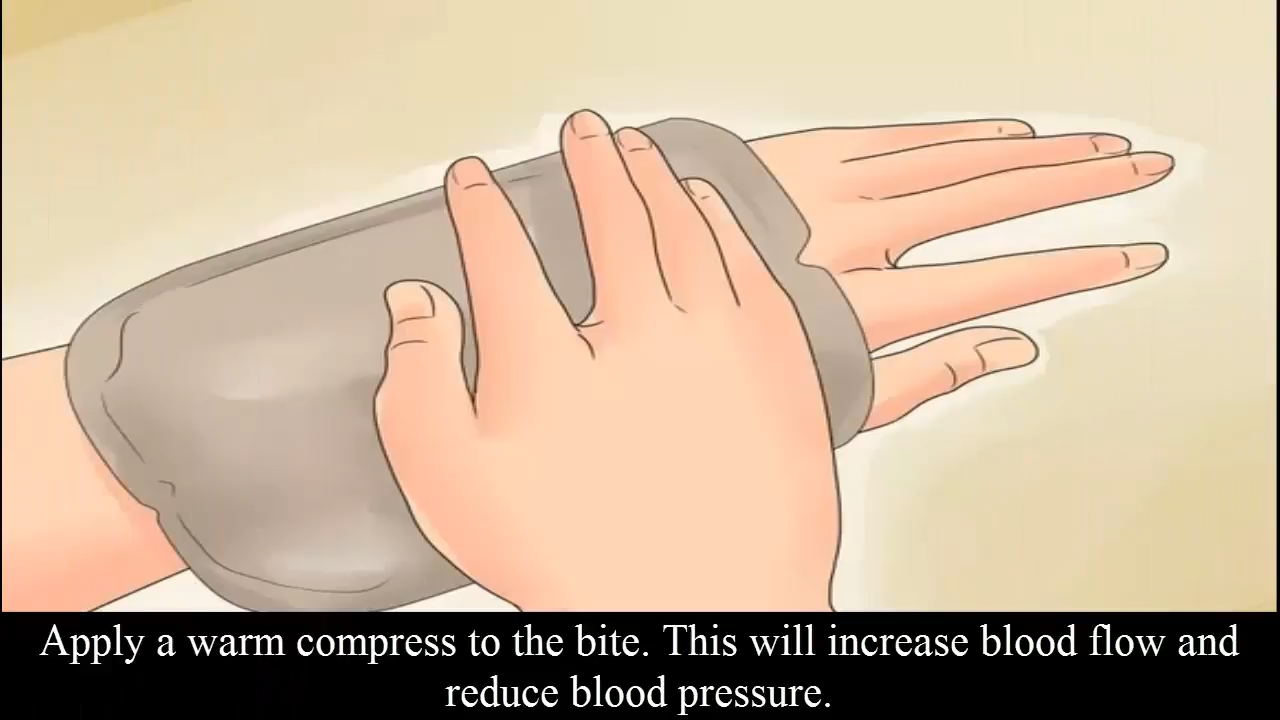 Apply a warm compress to the bite. This will increase blood flow and
reduce blood pressure.